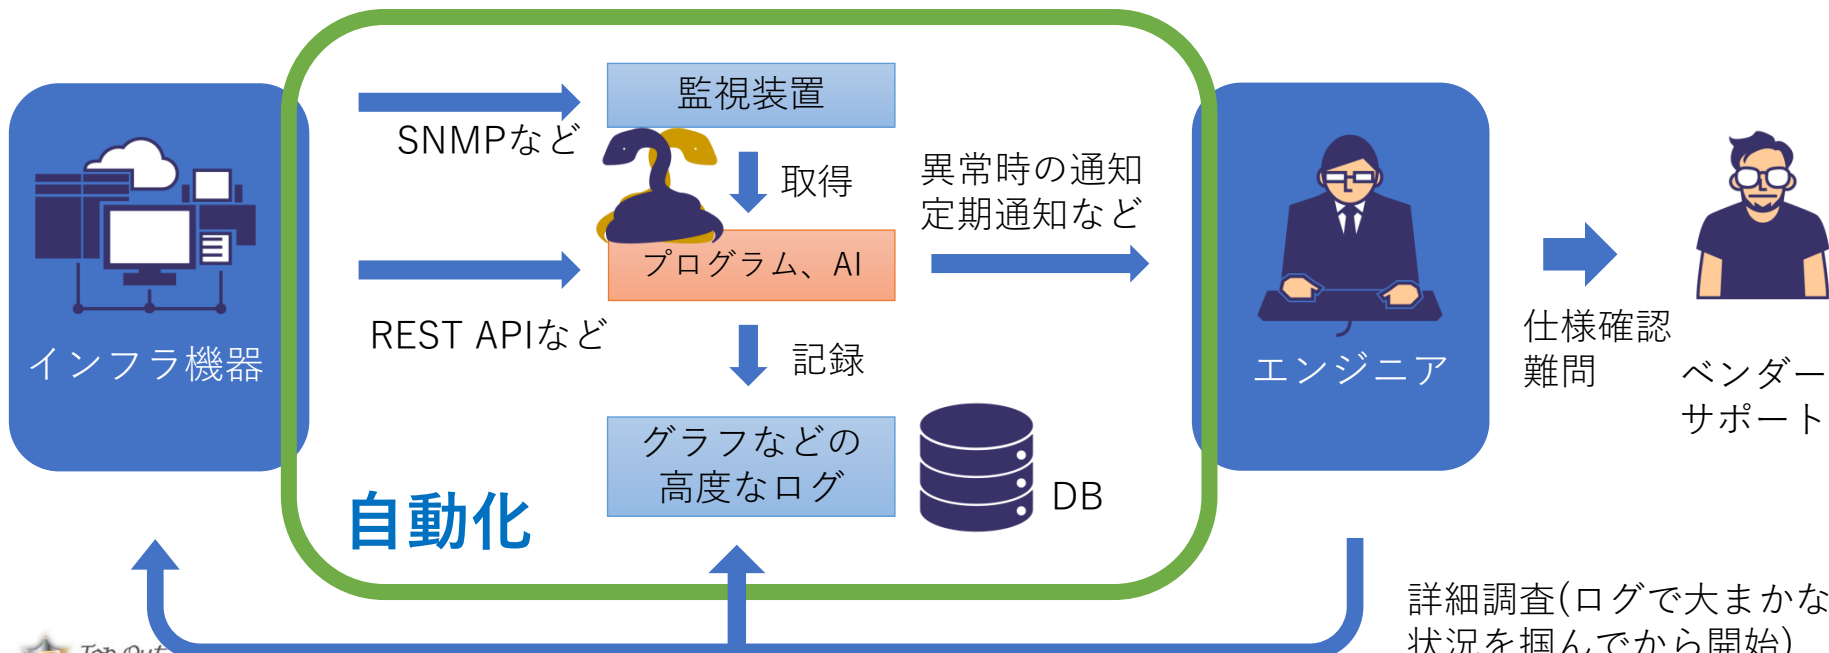 監視装置
SNMPなど
取得
異常時の通知
定期通知など
プログラム、AI
REST APIなど
インフラ機器
エンジニア
仕様確認
難問
ベンダー
サポート
記録
グラフなどの
高度なログ
DB
自動化
詳細調査(ログで大まかな
状況を掴んでから開始)
Top Out